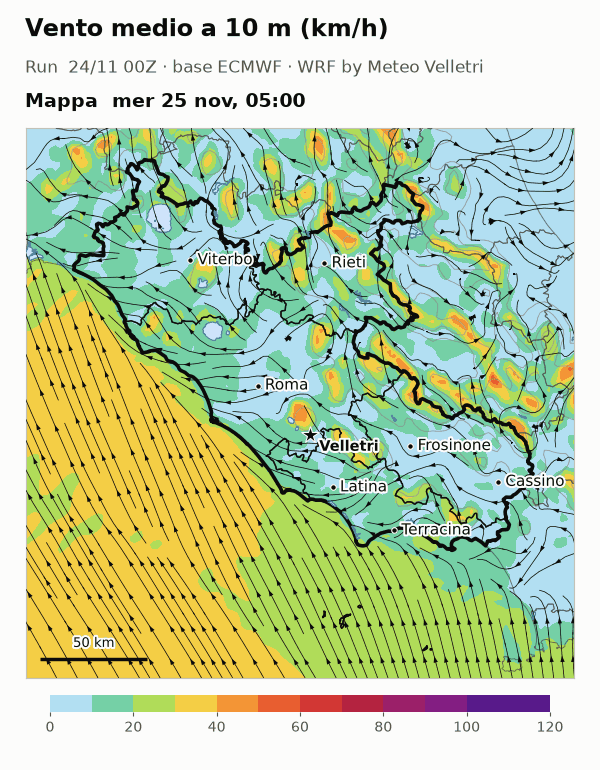 Vento medio a 10 m (km/h)
Run  24/11 00Z · base ECMWF · WRF by Meteo Velletri
Mappa  mer 25 nov, 05:00
Viterbo
Rieti
Roma
Velletri
Frosinone
Cassino
Latina
Terracina
50 km
0 20 40 60 80 100 120